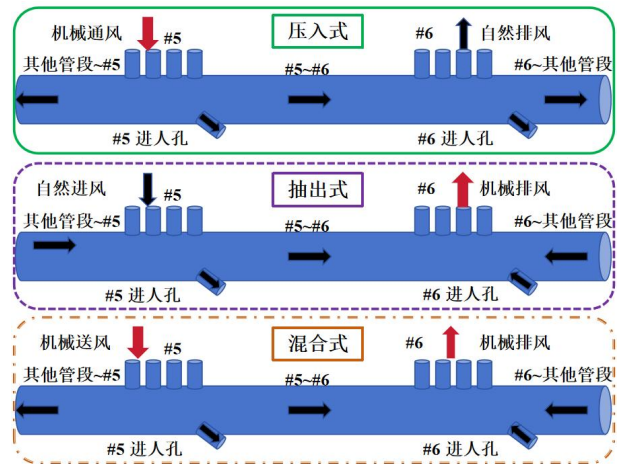 机械通风 #5 压入式 #6 自然排风
其他管段~#5 #5~#6 #6~其他管段
#5 进人孔 #6 进人孔
自然进风 #5 抽出式 #6 机械排风
其他管段~#5 #5~#6 #6~其他管段
#5 进人孔 #6 进人孔
机械送风 #5 混合式 #6 机械排风
其他管段~#5 #5~#6 #6~其他管段
#5 进人孔 #6 进人孔